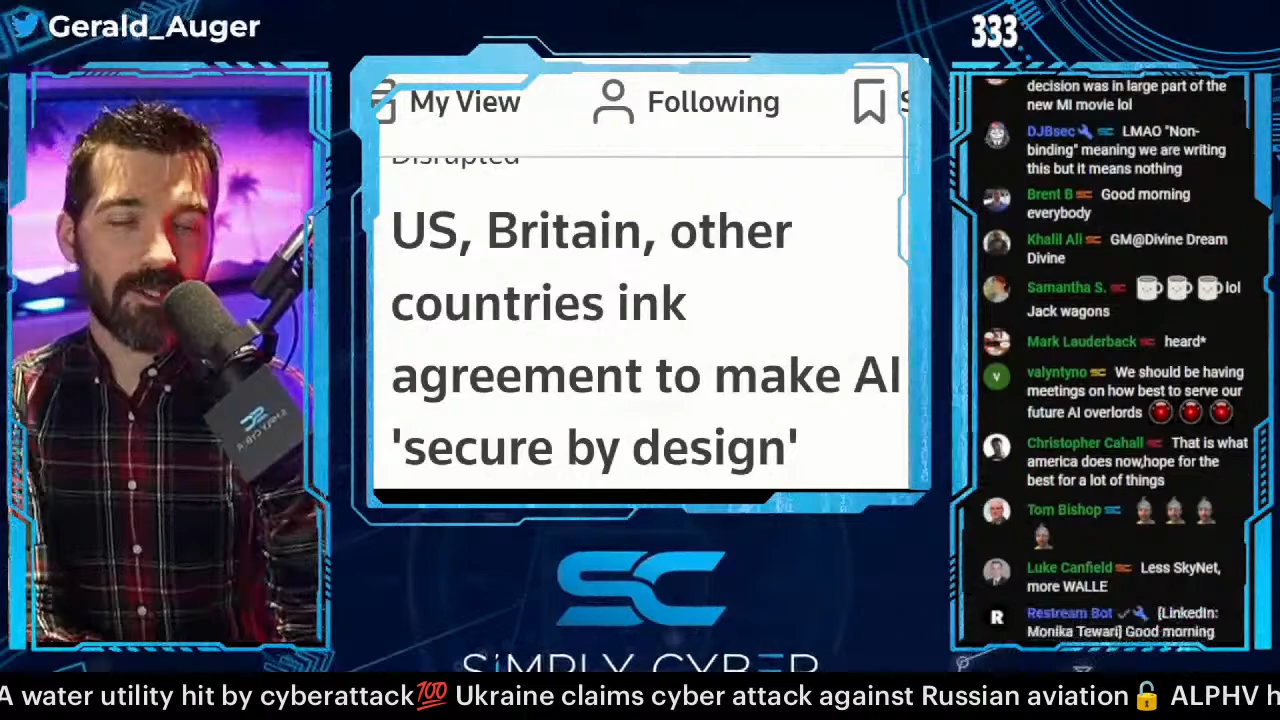 Gerald_Auger
333
My View
Following
S
Disrupted
US, Britain, other
countries ink
agreement to make AI
'secure by design'
decision was in large part of the
new MI movie lol
DJBsec LMAO "Non-
binding" meaning we are writing
this but it means nothing
Brent B Good morning
everybody
Khalil Ali GM@Divine Dream
Divine
Samantha S. lol
Jack wagons
Mark Lauderback heard*
valyntyno We should be having
meetings on how best to serve our
future AI overlords
Christopher Cahall That is what
america does now,hope for the
best for a lot of things
Tom Bishop
Luke Canfield Less SkyNet,
more WALLE
Restream Bot [LinkedIn:
Monika Tewari] Good morning
V
R
SC
SIMPLY CYBER
A water utility hit by cyberattack💯 Ukraine claims cyber attack against Russian aviation🔓 ALPHV h